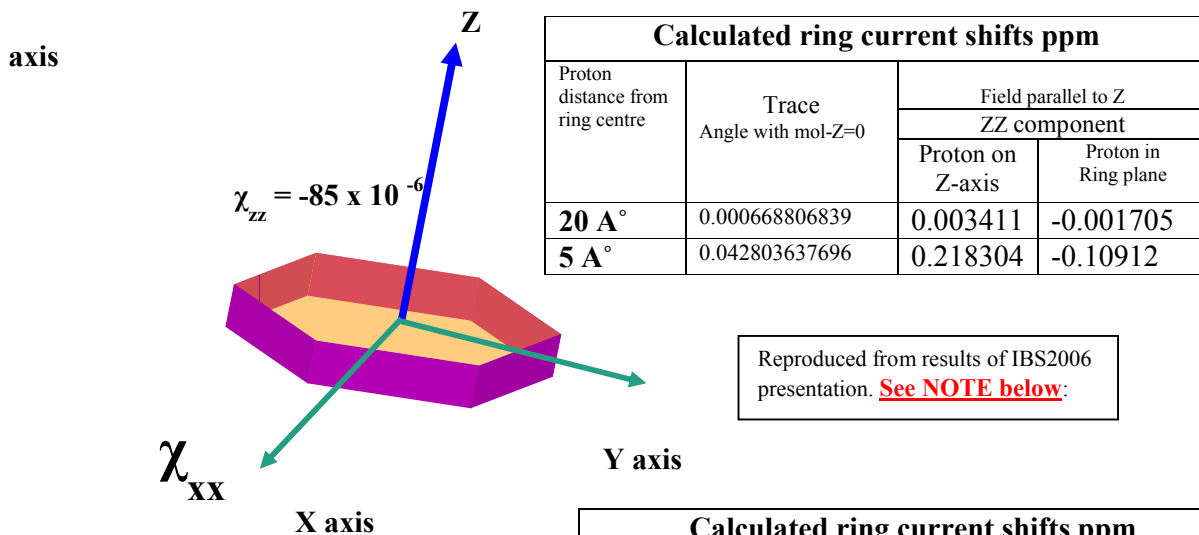 axis
Z
χzz = -85 x 10 -6
χxx
X axis
Y axis
Calculated ring current shifts ppm
Proton
distance from
ring centre
Trace
Angle with mol-Z=0
Field parallel to Z
ZZ component
Proton on
Z-axis
Proton in
Ring plane
20 A° 0.000668806839 0.003411 -0.001705
5 A° 0.042803637696 0.218304 -0.10912
Reproduced from results of IBS2006
presentation. See NOTE below:
Calculated ring current shifts ppm